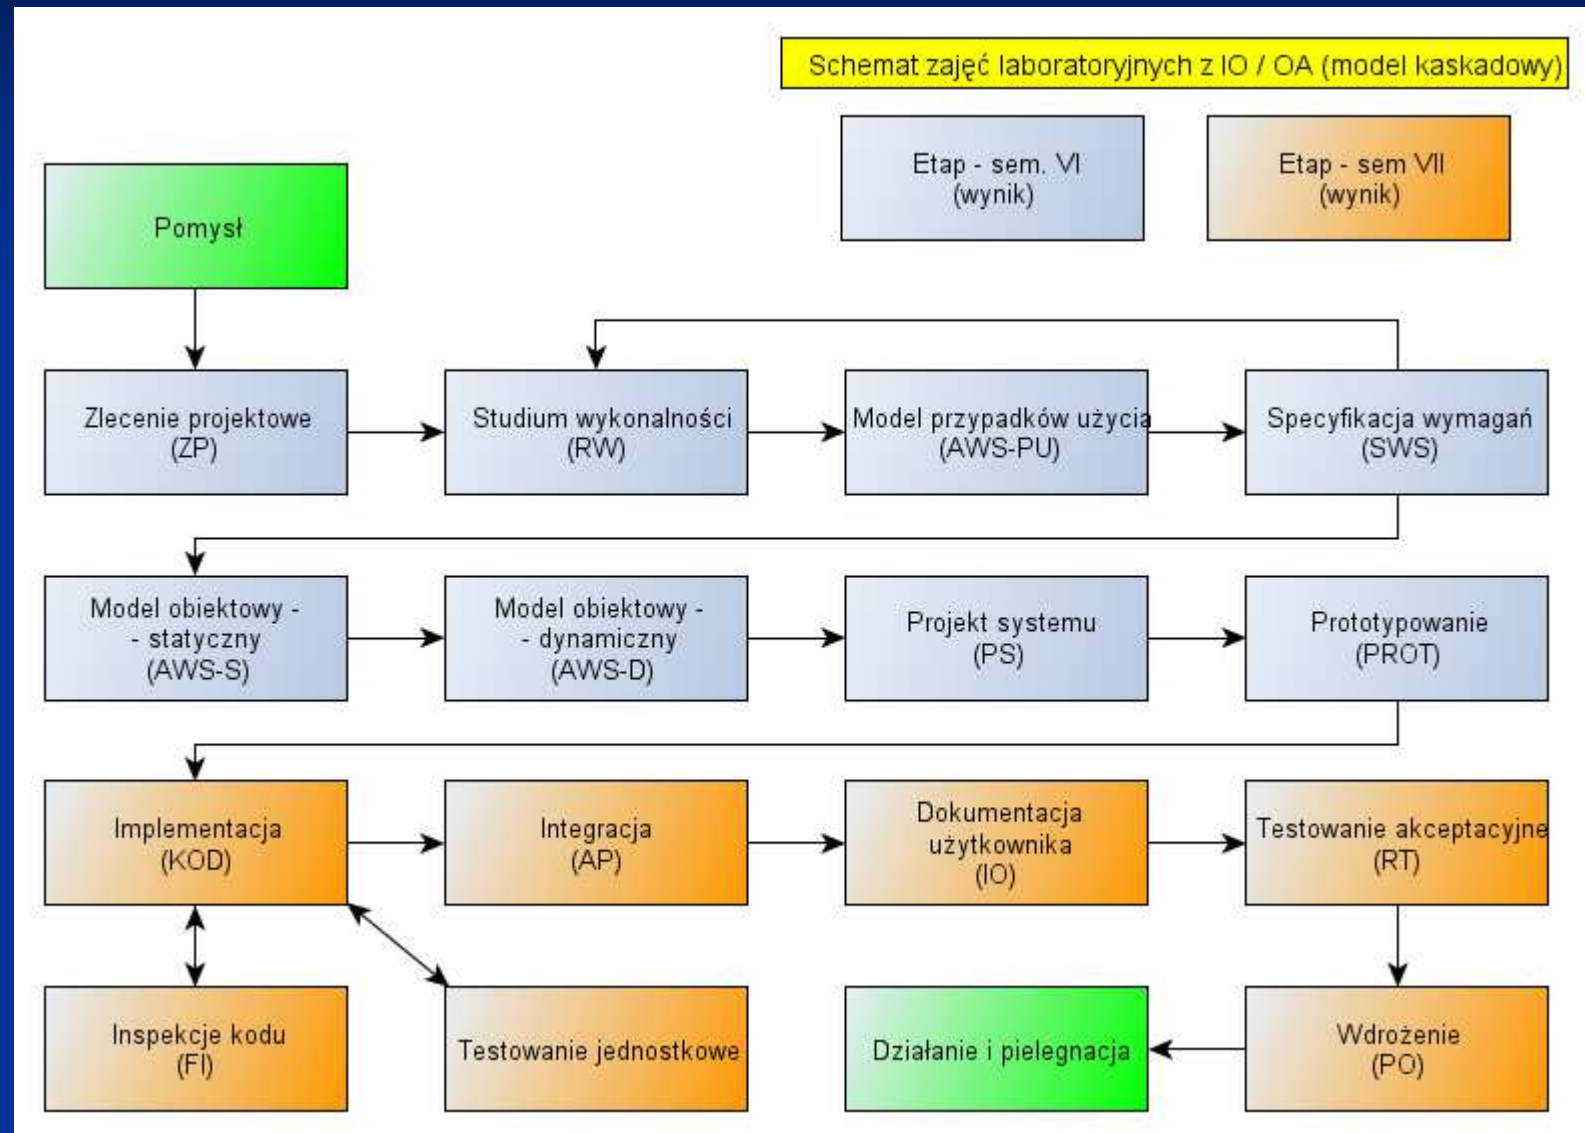 Schemat zajęć laboratoryjnych z IO / OA (model kaskadowy)
Etap - sem. VI
(wynik)
Etap - sem VII
(wynik)
Pomysł
Zlecenie projektowe
(ZP)
Studium wykonalności
(RW)
Model przypadków użycia
(AWS-PU)
Specyfikacja wymagań
(SWS)
Model obiektowy -
- statyczny
(AWS-S)
Model obiektowy -
- dynamiczny
(AWS-D)
Projekt systemu
(PS)
Prototypowanie
(PROT)
Implementacja
(KOD)
Integracja
(AP)
Dokumentacja
użytkownika
(IO)
Testowanie akceptacyjne
(RT)
Inspekcje kodu
(FI)
Testowanie jednostkowe
Działanie i pielegnacja
Wdrożenie
(PO)